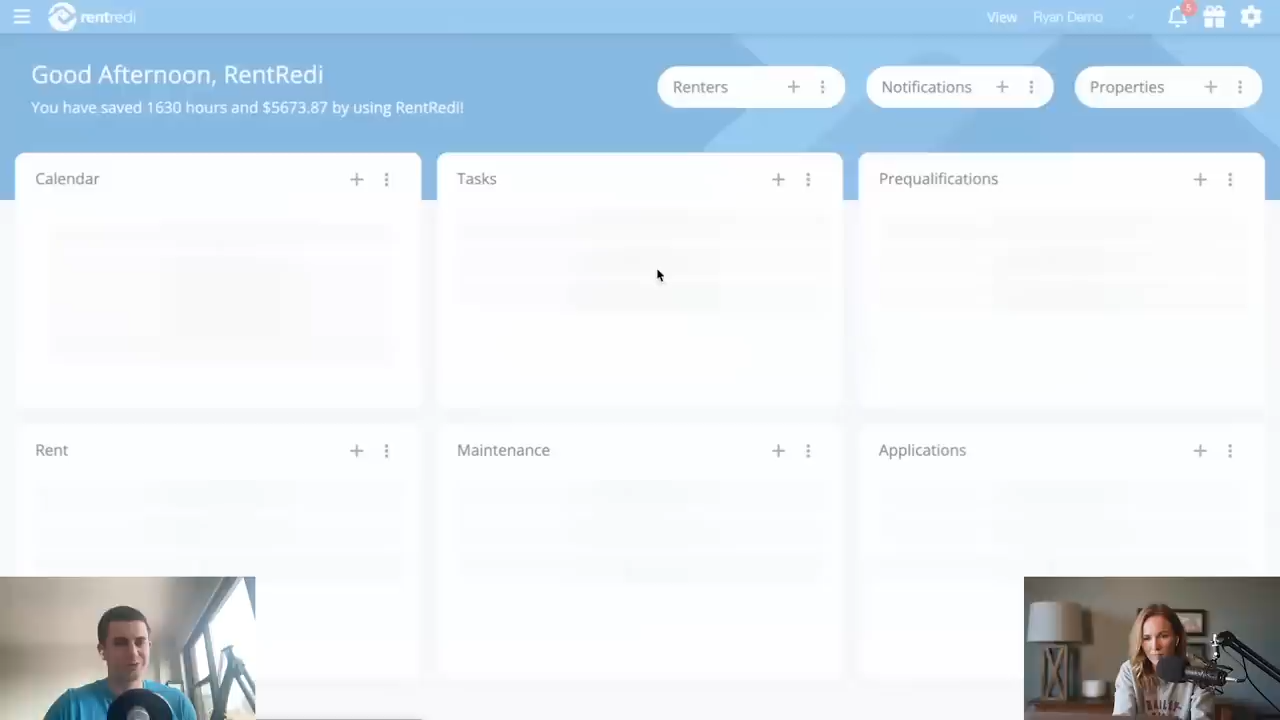 rentredi
View Ryan Demo
5
Good Afternoon, RentRedi
You have saved 1630 hours and $5673.87 by using RentRedi!
Renters
Notifications
Properties
Calendar
Tasks
Prequalifications
Rent
Maintenance
Applications